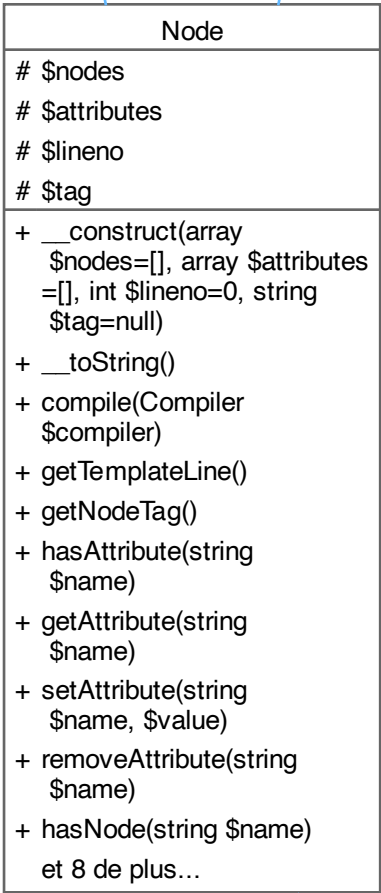 Node
# $nodes
# $attributes
# $lineno
# $tag
+ __construct(array
$nodes=[], array $attributes
=[], int $lineno=0, string
$tag=null)
+ __toString()
+ compile(Compiler
$compiler)
+ getTemplateLine()
+ getNodeTag()
+ hasAttribute(string
$name)
+ getAttribute(string
$name)
+ setAttribute(string
$name, $value)
+ removeAttribute(string
$name)
+ hasNode(string $name)
et 8 de plus...